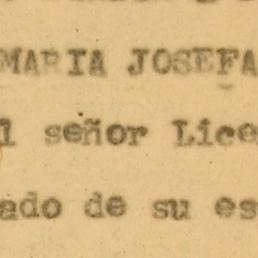 MARIA JOSEFA
l señor Lice
ado de su es